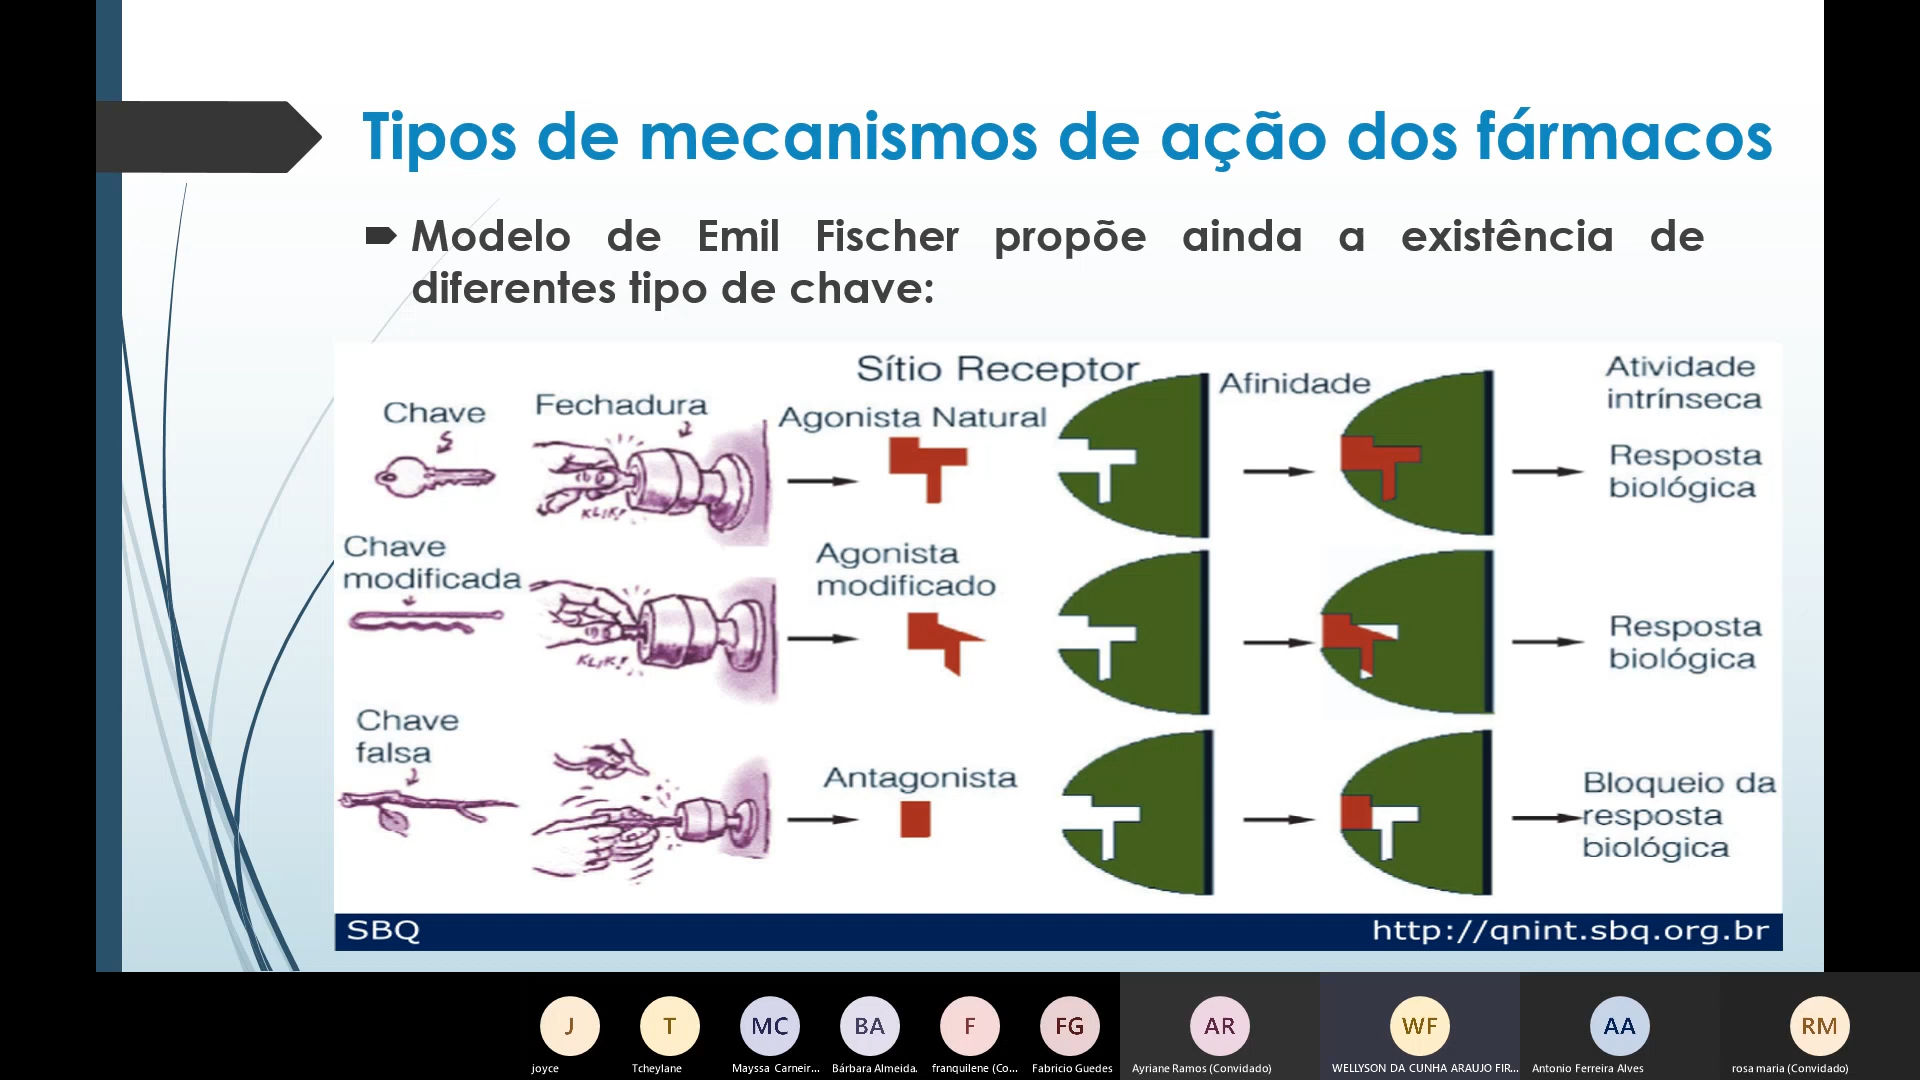 Tipos de mecanismos de ação dos fármacos
Modelo de Emil Fischer propõe ainda a existência de
diferentes tipo de chave:
Sítio Receptor
Chave
Fechadura
Agonista Natural
Afinidade
Atividade
intrínseca
KLIK!
Resposta
biológica
Chave
modificada
KLIK!
Agonista
modificado
Resposta
biológica
Chave
falsa
Antagonista
Bloqueio da
resposta
biológica
SBQ
http://qnint.sbq.org.br
J
T
MC
BA
F
FG
AR
WF
AA
RM
joyce
Tcheylane
Mayssa Carneir...
Bárbara Almeida.
franquilene (Co...
Fabricio Guedes
Ayriane Ramos (Convidado)
WELLYSON DA CUNHA ARAUJO FIR...
Antonio Ferreira Alves
rosa maria (Convidado)